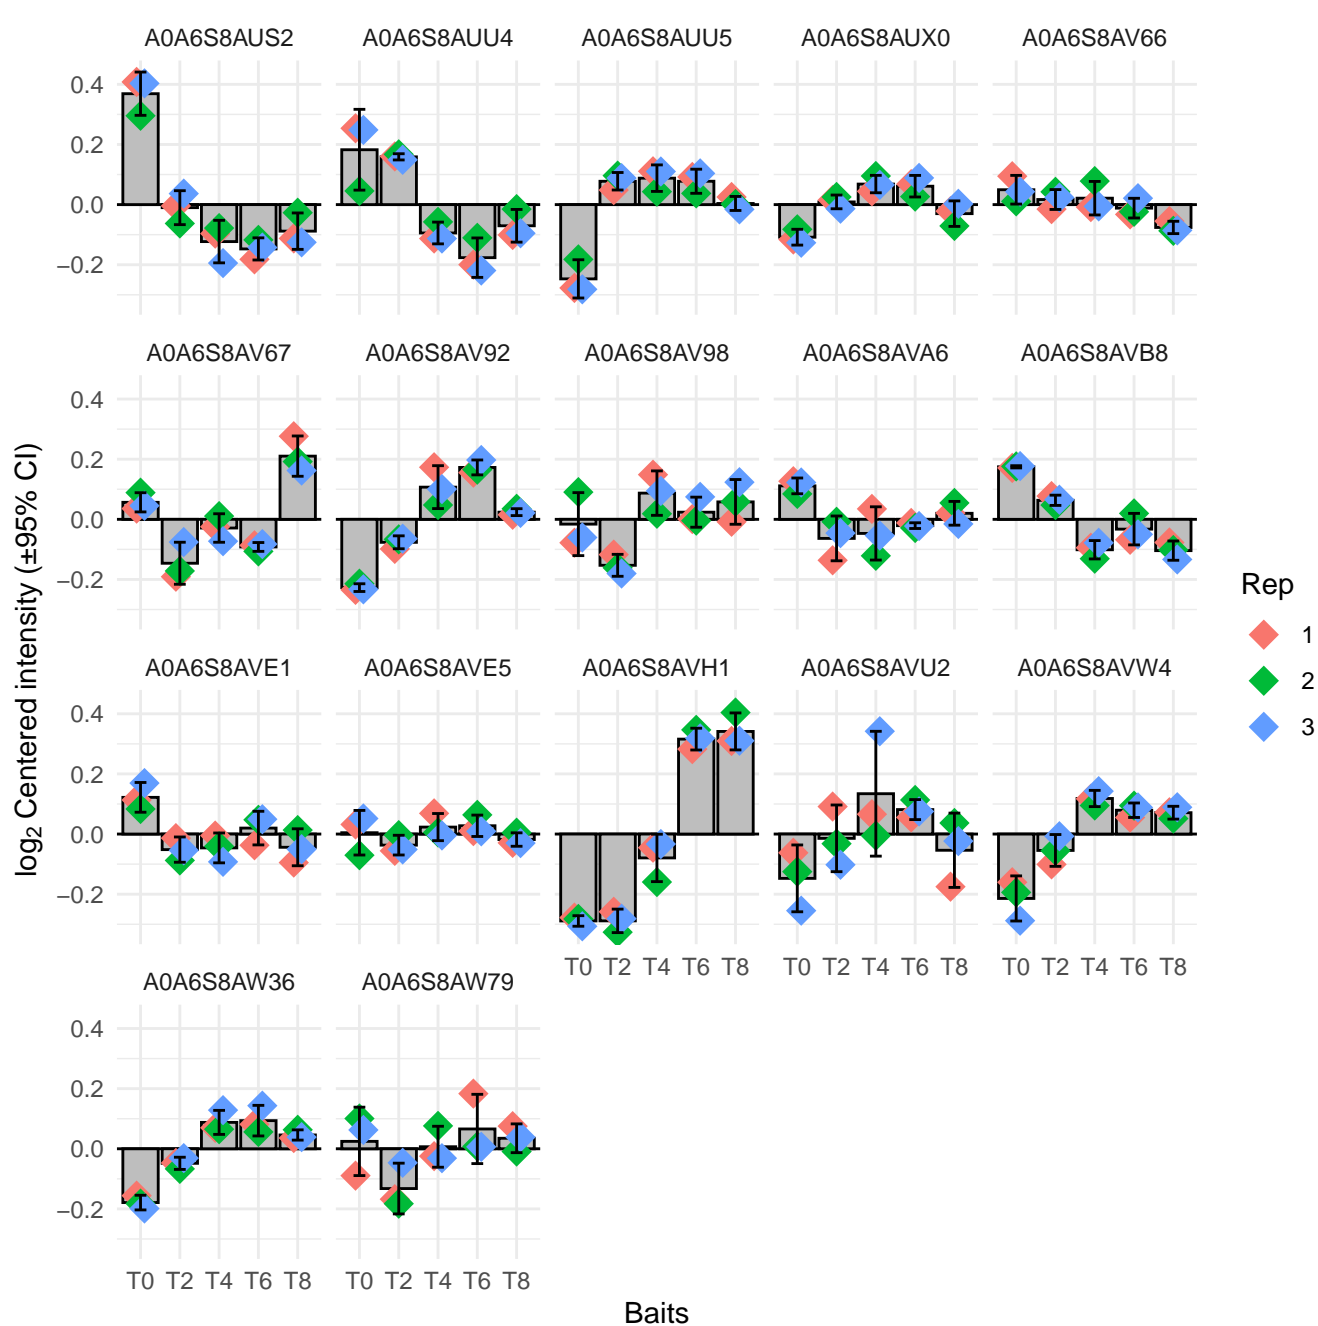 A0A6S8AUS2 A0A6S8AUU4 A0A6S8AUU5 A0A6S8AUX0 A0A6S8AV66
0.4
0.2
0.0
−0.2
A0A6S8AV67 A0A6S8AV92 A0A6S8AV98 A0A6S8AVA6 A0A6S8AVB8
0.4
0.2
0.0
−0.2
log2 Centered intensity (±95% CI)
Rep
1
2
3
A0A6S8AVE1 A0A6S8AVE5 A0A6S8AVH1 A0A6S8AVU2 A0A6S8AVW4
0.4
0.2
0.0
−0.2
T0 T2 T4 T6 T8 T0 T2 T4 T6 T8 T0 T2 T4 T6 T8
A0A6S8AW36 A0A6S8AW79
0.4
0.2
0.0
−0.2
T0 T2 T4 T6 T8 T0 T2 T4 T6 T8
Baits